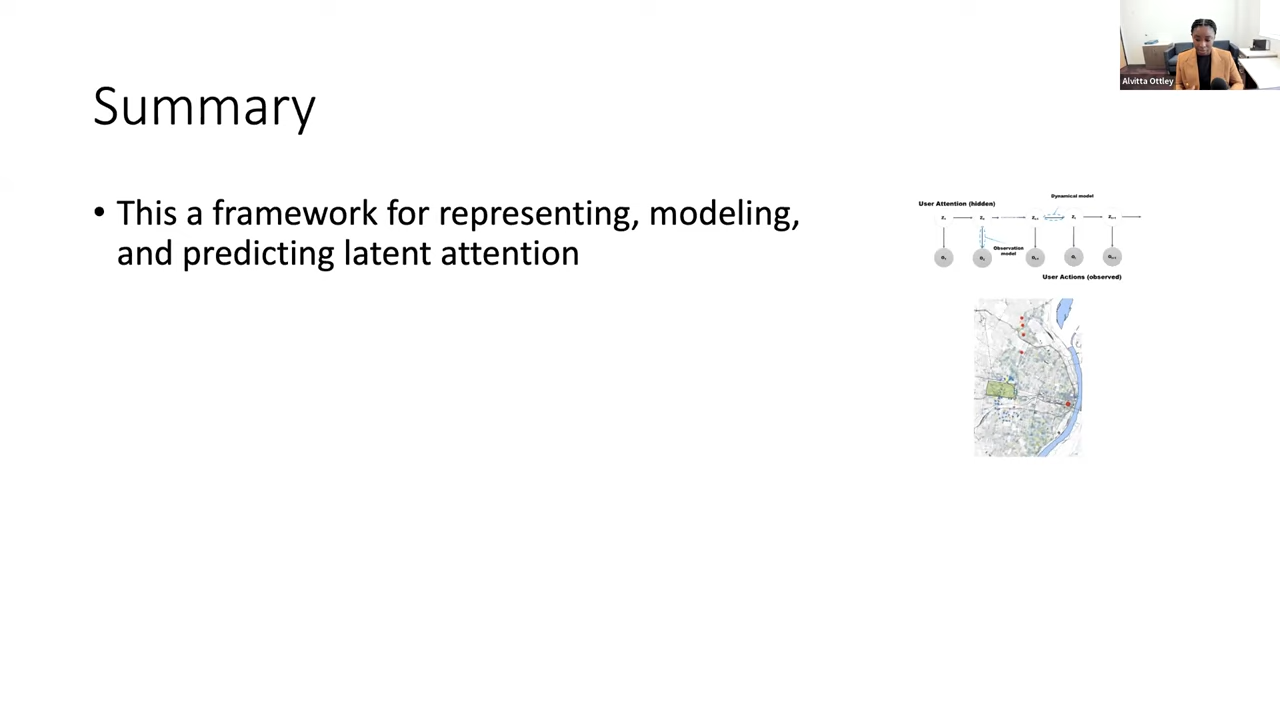 Alvitta Ottley
Summary
• This a framework for representing, modeling,
and predicting latent attention
Dynamical model
User Attention (hidden)
Observation
model
User Actions (observed)